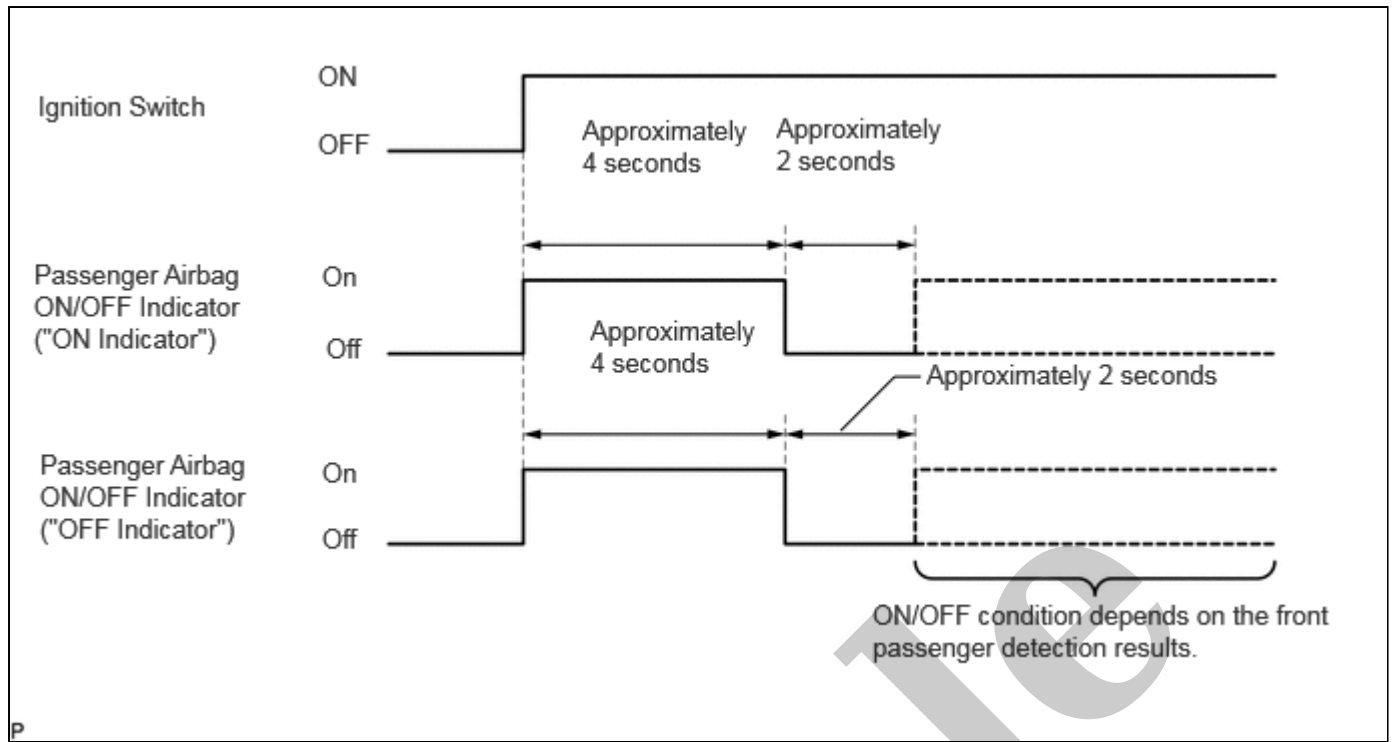 Ignition Switch
ON
OFF
Approximately
4 seconds
Approximately
2 seconds
Passenger Airbag
ON/OFF Indicator
("ON Indicator")
On
Off
Approximately
4 seconds
Approximately 2 seconds
Passenger Airbag
ON/OFF Indicator
("OFF Indicator")
On
Off
ON/OFF condition depends on the front
passenger detection results.
le
P